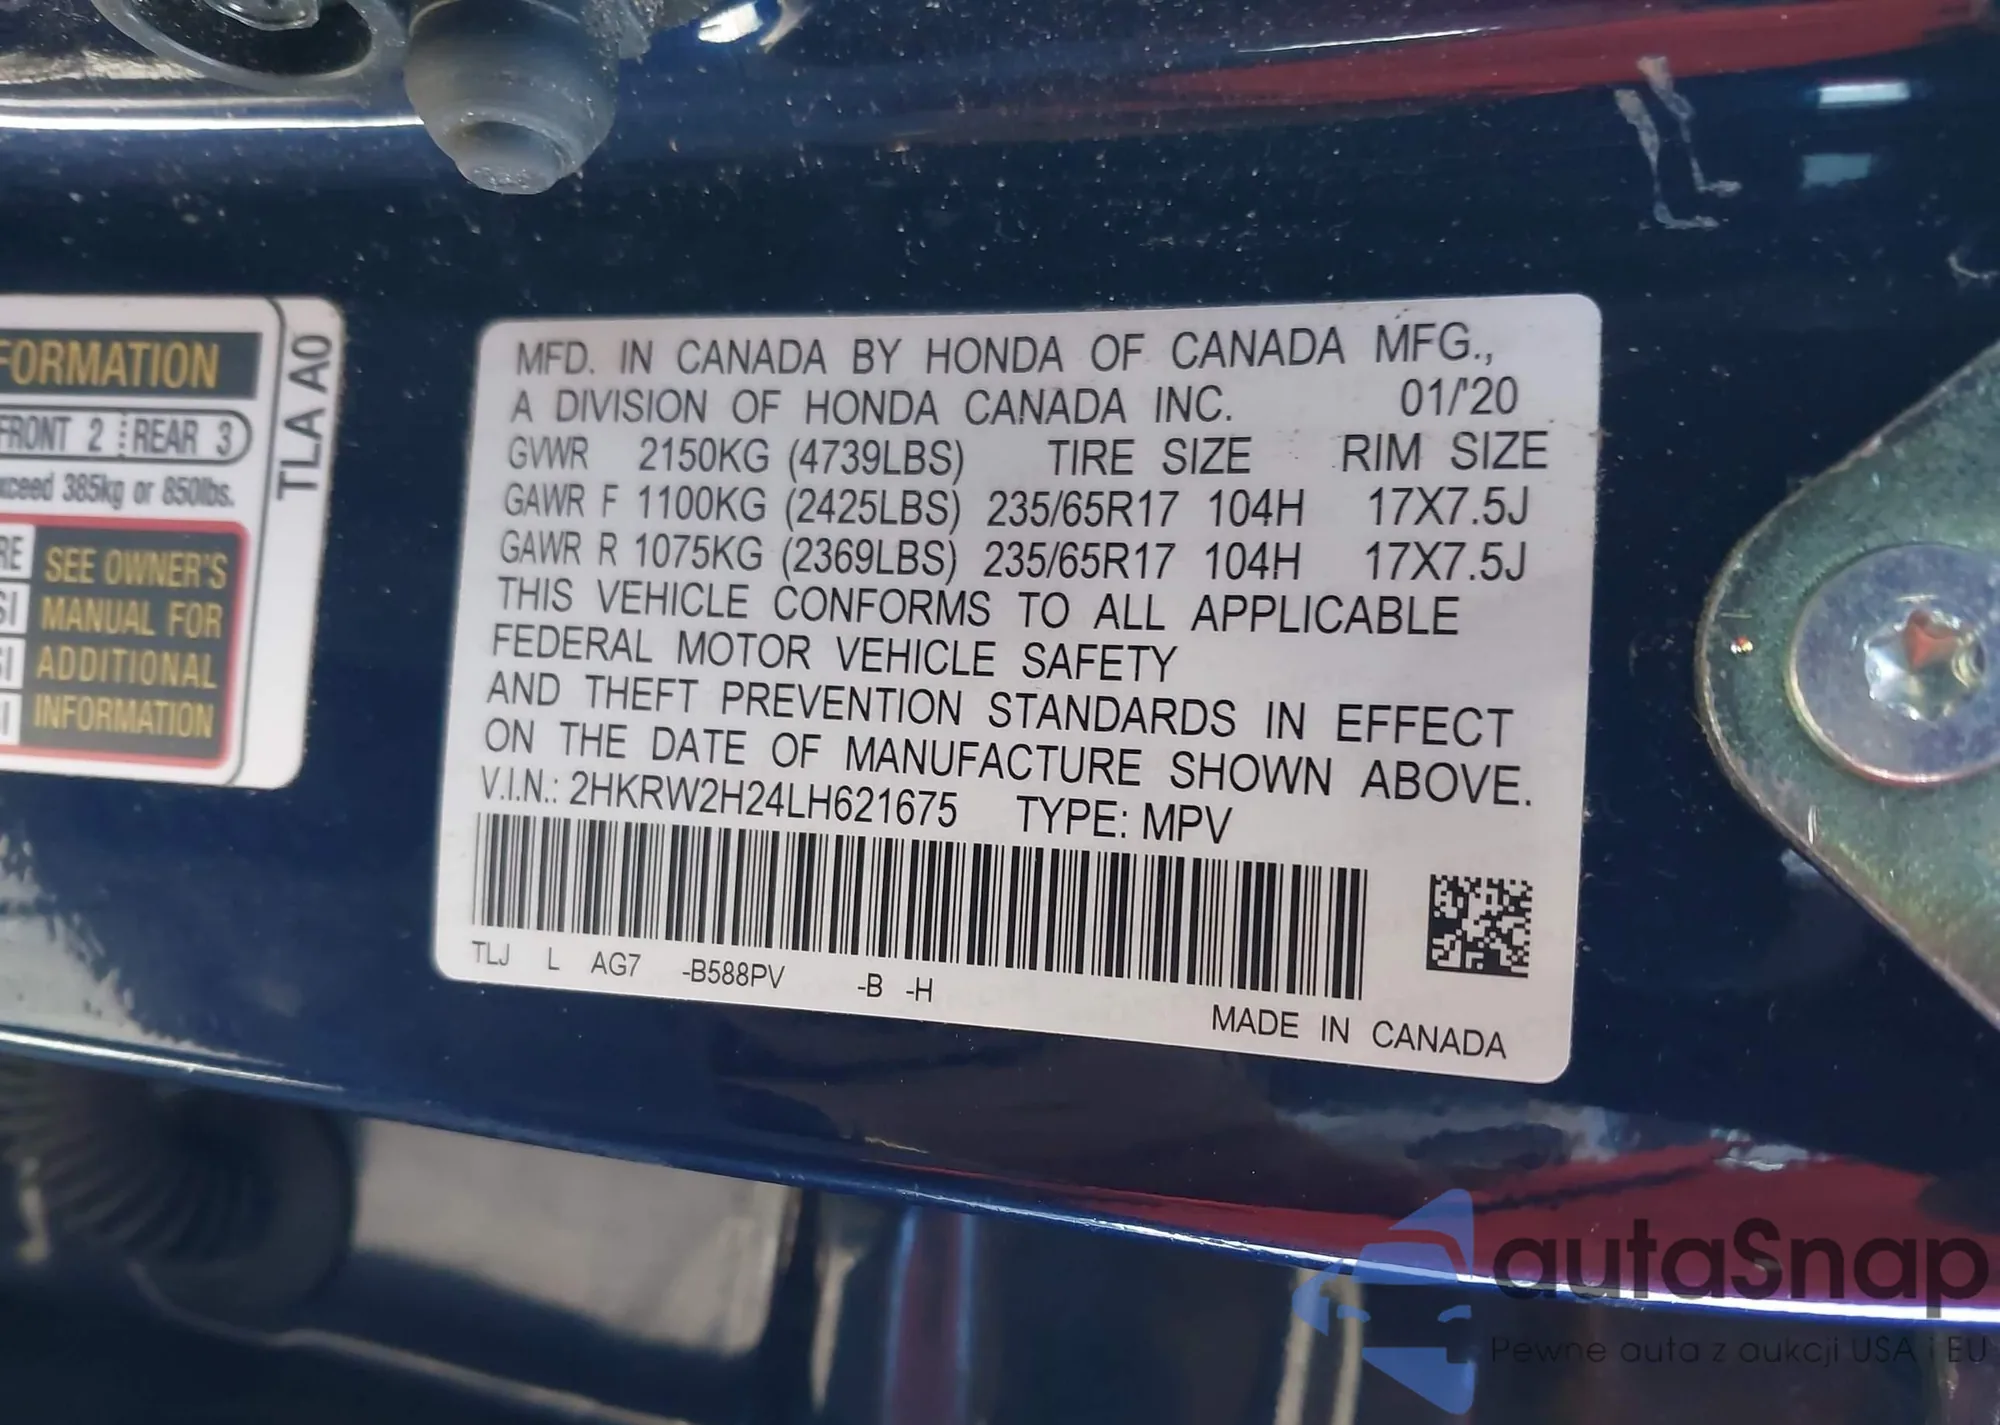 FORMATION
FRONT 2 REAR 3
xceed 385kg or 850lbs.
SEE OWNER'S
MANUAL FOR
ADDITIONAL
INFORMATION
TLA A0
MFD. IN CANADA BY HONDA OF CANADA MFG.,
A DIVISION OF HONDA CANADA INC. 01/'20
GVWR 2150KG (4739LBS) TIRE SIZE RIM SIZE
GAWR F 1100KG (2425LBS) 235/65R17 104H 17X7.5J
GAWR R 1075KG (2369LBS) 235/65R17 104H 17X7.5J
THIS VEHICLE CONFORMS TO ALL APPLICABLE
FEDERAL MOTOR VEHICLE SAFETY
AND THEFT PREVENTION STANDARDS IN EFFECT
ON THE DATE OF MANUFACTURE SHOWN ABOVE.
V.I.N.: 2HKRW2H24LH621675 TYPE: MPV
TLJ L AG7 -B588PV -B -H
MADE IN CANADA
autaSnap
Pewne auta z aukcji USA i EU